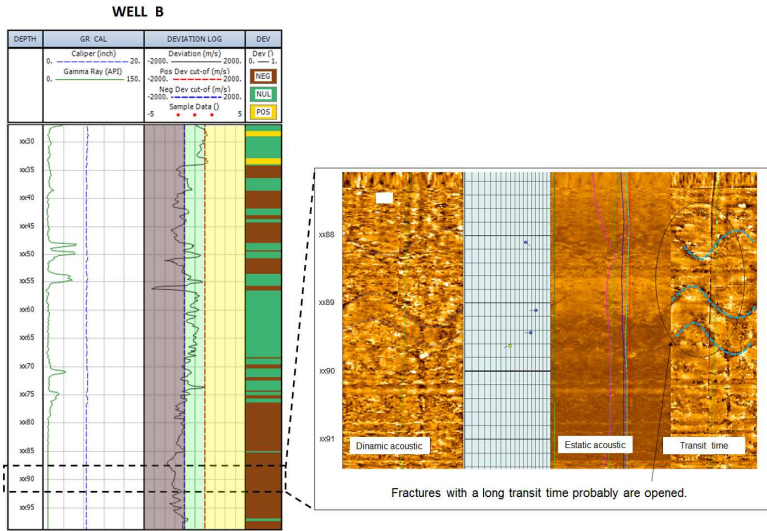 WELL B
DEPTH GR CAL DEVIATION LOG DEV
Caliper (inch) Deviation (m/s) Dev ()
0. 20. -2000. 2000. 0. 1.
Gamma Ray (API) Pos Dev cut-of (m/s)
0. 150. -2000. 2000.
NEG
Neg Dev cut-of (m/s)
-2000. 2000.
NUL
Sample Data ()
-5 5
POS
xx30
xx35
xx40
xx45
xx50
xx55
xx60
xx65
xx70
xx75
xx80
xx85
xx90
xx95
xx88
xx89
xx90
xx91
Dinamic acoustic Estatic acoustic Transit time
Fractures with a long transit time probably are opened.